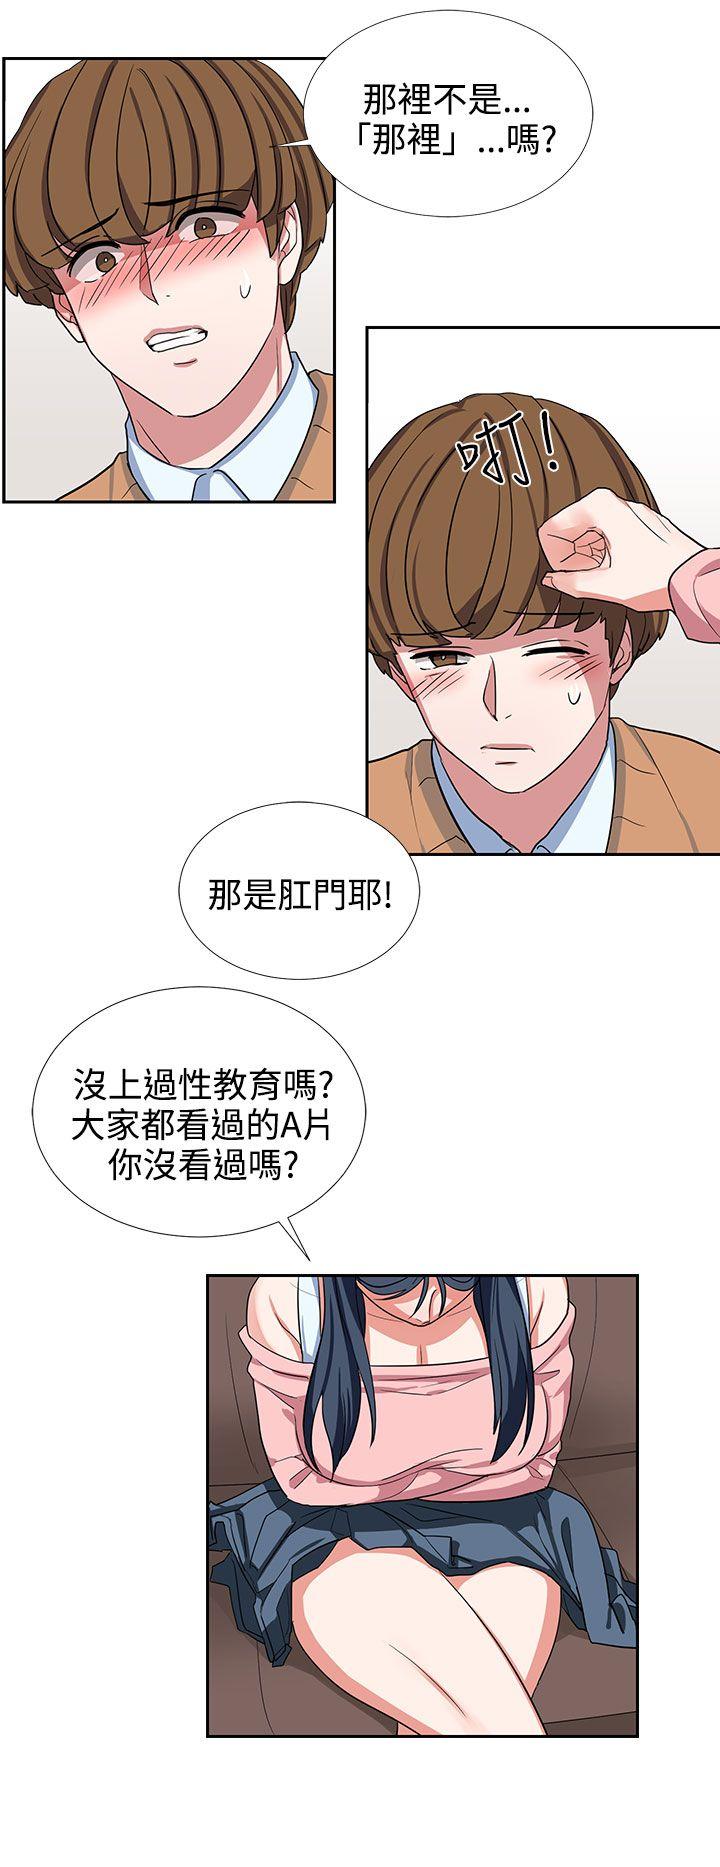 那裡不是...
「那裡」...嗎?
咑!
那是肛門耶!
沒上過性教育嗎?
大家都看過的A片
你沒看過嗎?